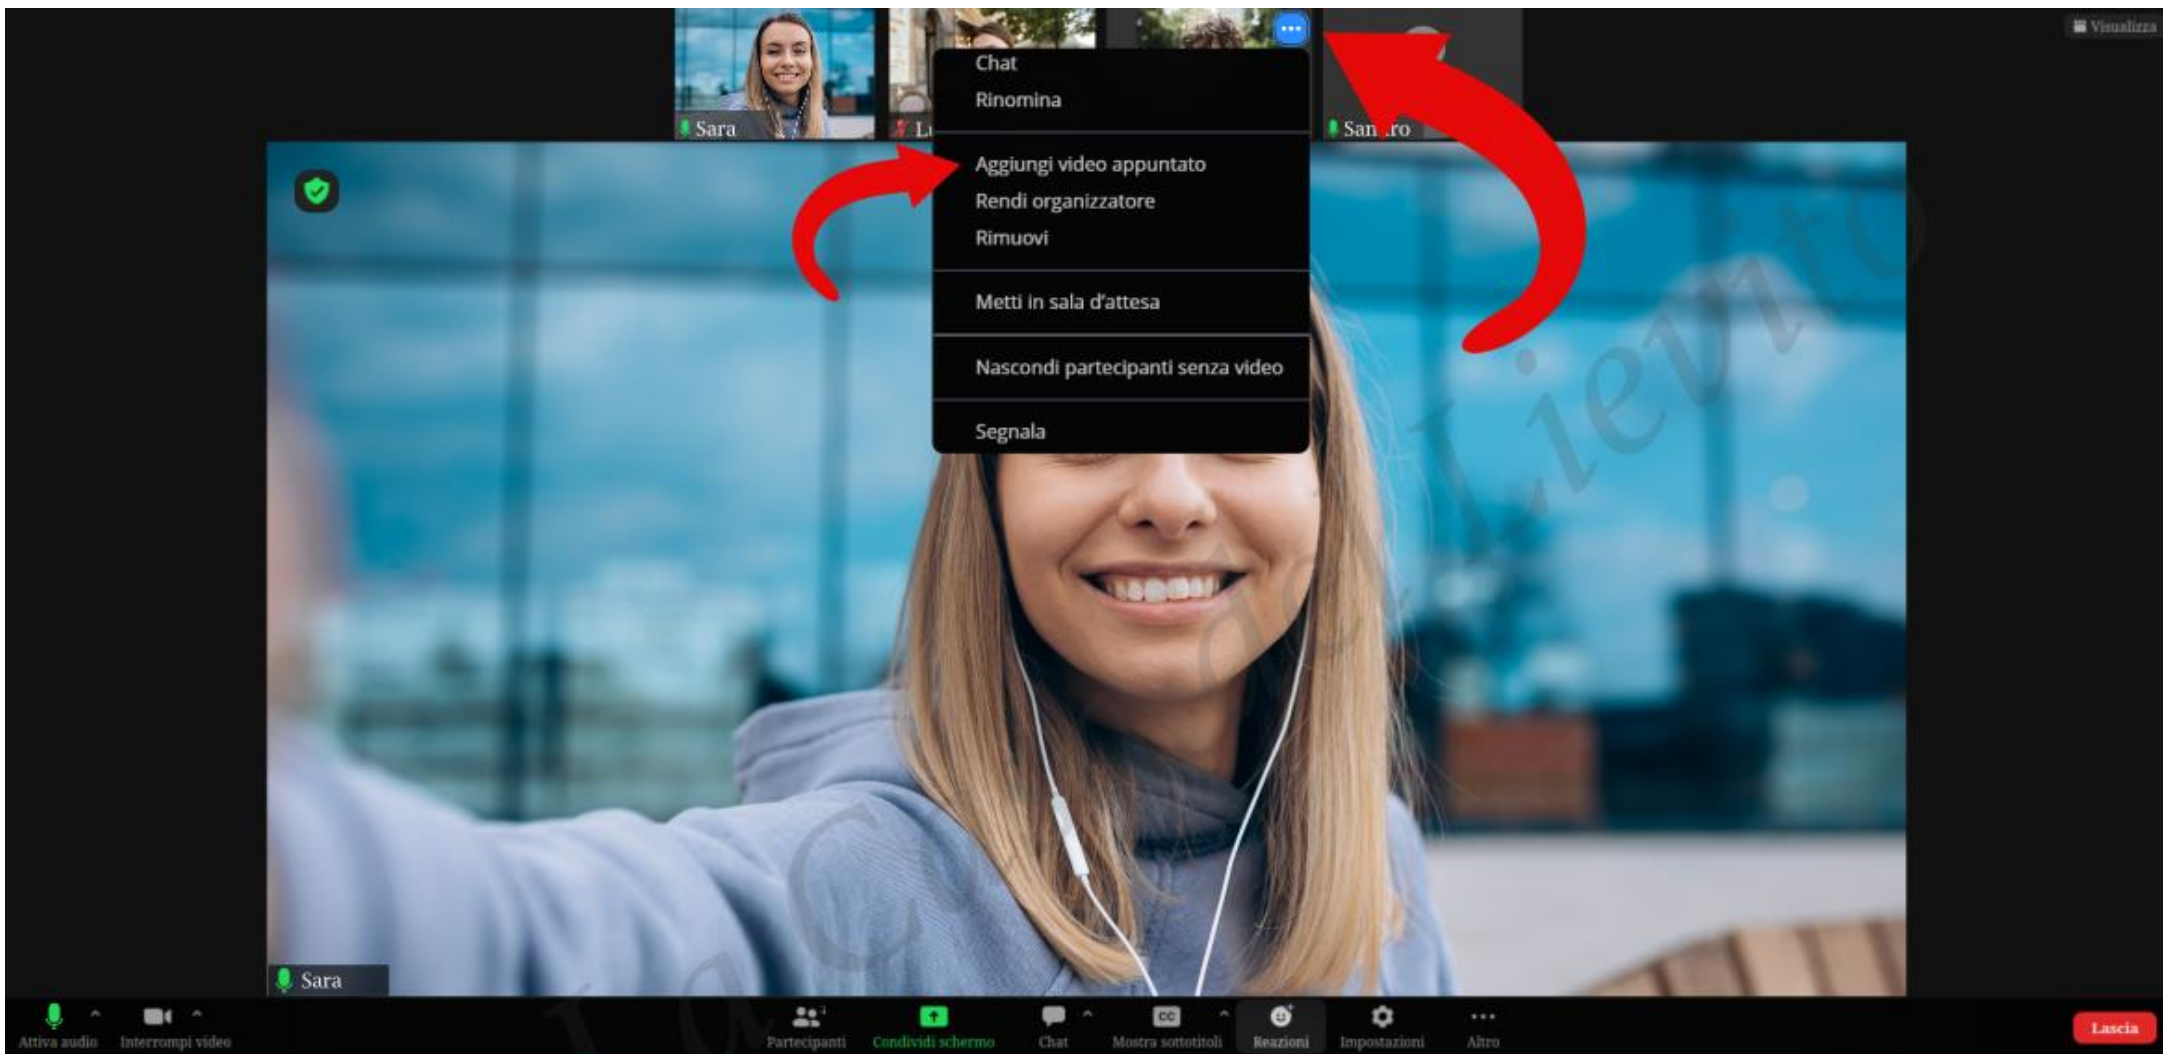 Visualizza
Sara
Chat
Rinomina
Aggiungi video appuntato
Rendi organizzatore
Rimuovi
Metti in sala d'attesa
Nascondi partecipanti senza video
Segnala
Sara
Attiva audio
Interrompi video
Partecipanti
Condividi schermo
Chat
CC
Mostra sottotitoli
Reazioni
Impostazioni
Altro
Lascia